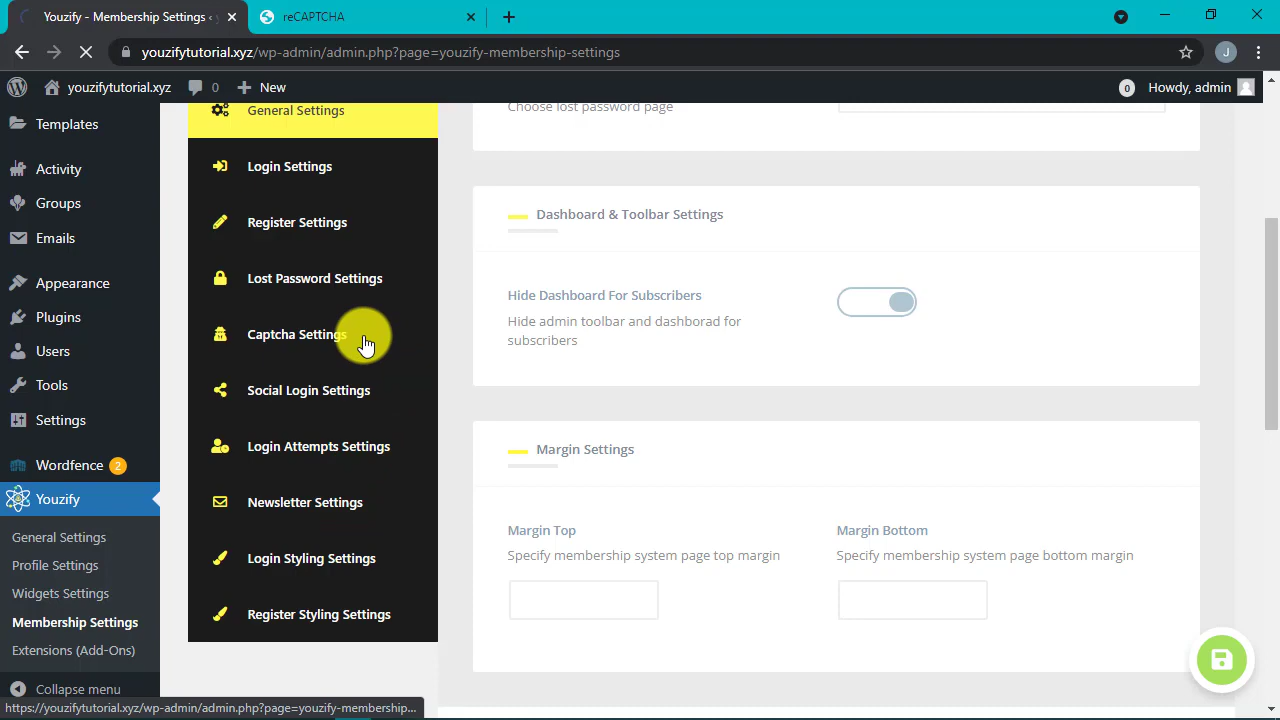 Youzify - Membership Settings ‹
reCAPTCHA
youzifytutorial.xyz/wp-admin/admin.php?page=youzify-membership-settings
J
youzifytutorial.xyz
0
New
0
Howdy, admin
Templates
Activity
Groups
Emails
Appearance
Plugins
Users
Tools
Settings
Wordfence 2
Youzify
General Settings
Profile Settings
Widgets Settings
Membership Settings
Extensions (Add-Ons)
Collapse menu
General Settings
Login Settings
Register Settings
Lost Password Settings
Captcha Settings
Social Login Settings
Login Attempts Settings
Newsletter Settings
Login Styling Settings
Register Styling Settings
Choose lost password page
Dashboard & Toolbar Settings
Hide Dashboard For Subscribers
Hide admin toolbar and dashborad for
subscribers
Margin Settings
Margin Top
Specify membership system page top margin
Margin Bottom
Specify membership system page bottom margin
https://youzifytutorial.xyz/wp-admin/admin.php?page=youzify-membership...